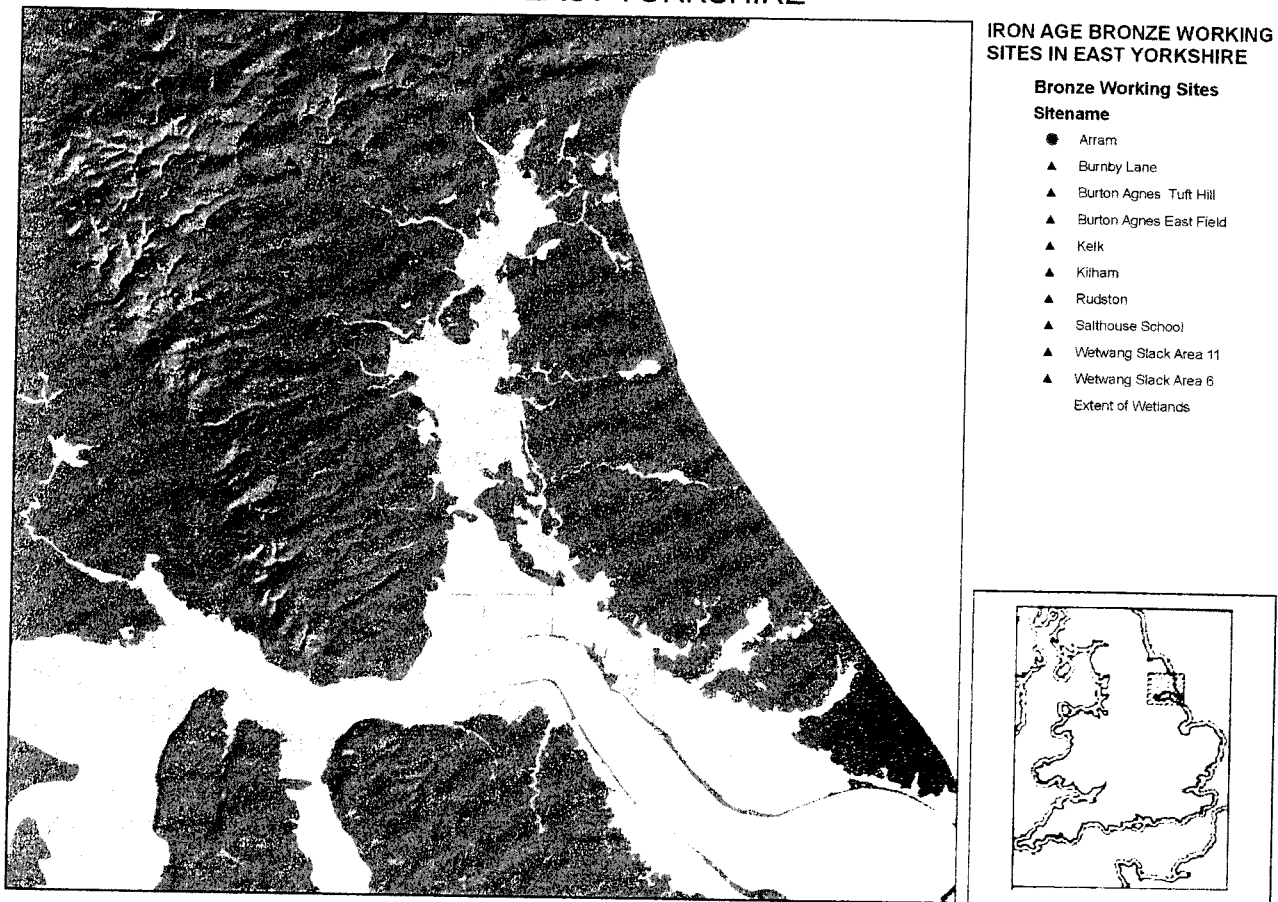 IRON AGE BRONZE WORKING
SITES IN EAST YORKSHIRE
Bronze Working Sites
Sitename
Arram
Burnby Lane
Burton Agnes Tuft Hill
Burton Agnes East Field
Kelk
Kilham
Rudston
Salthouse School
Wetwang Slack Area 11
Wetwang Slack Area 6
Extent of Wetlands